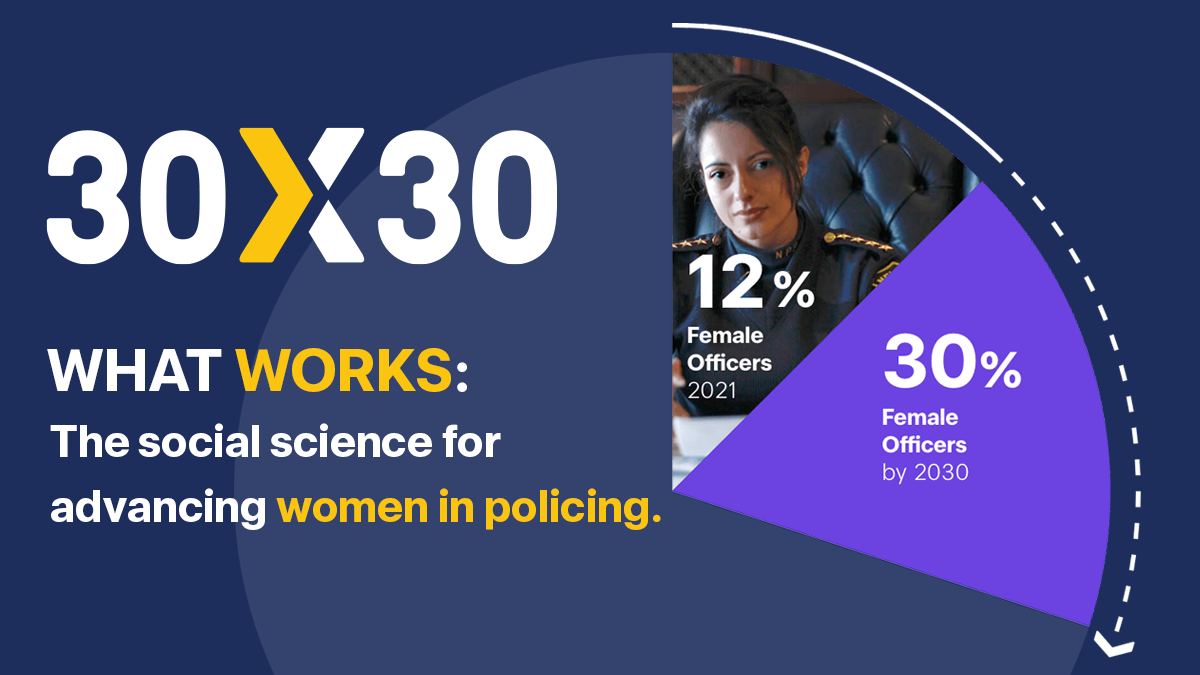 30X30
WHAT WORKS:
The social science for
advancing women in policing.
12%
Female
Officers
2021
30%
Female
Officers
by 2030